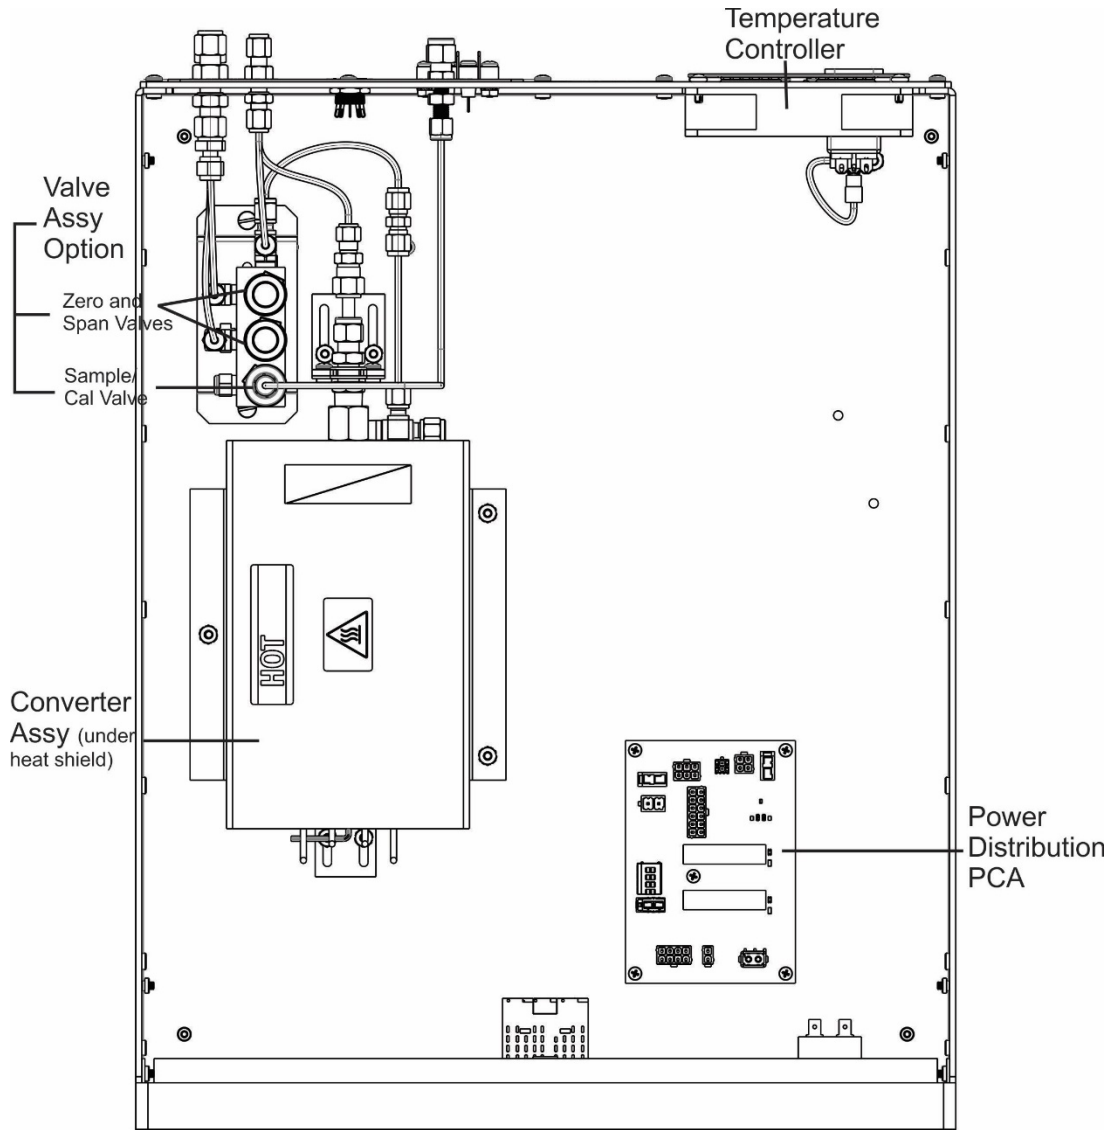 Temperature
Controller
Valve
Assy
Option
Zero and
Span Valves
Sample/
Cal Valve
HOT
Converter
Assy (under
heat shield)
Power
Distribution
PCA